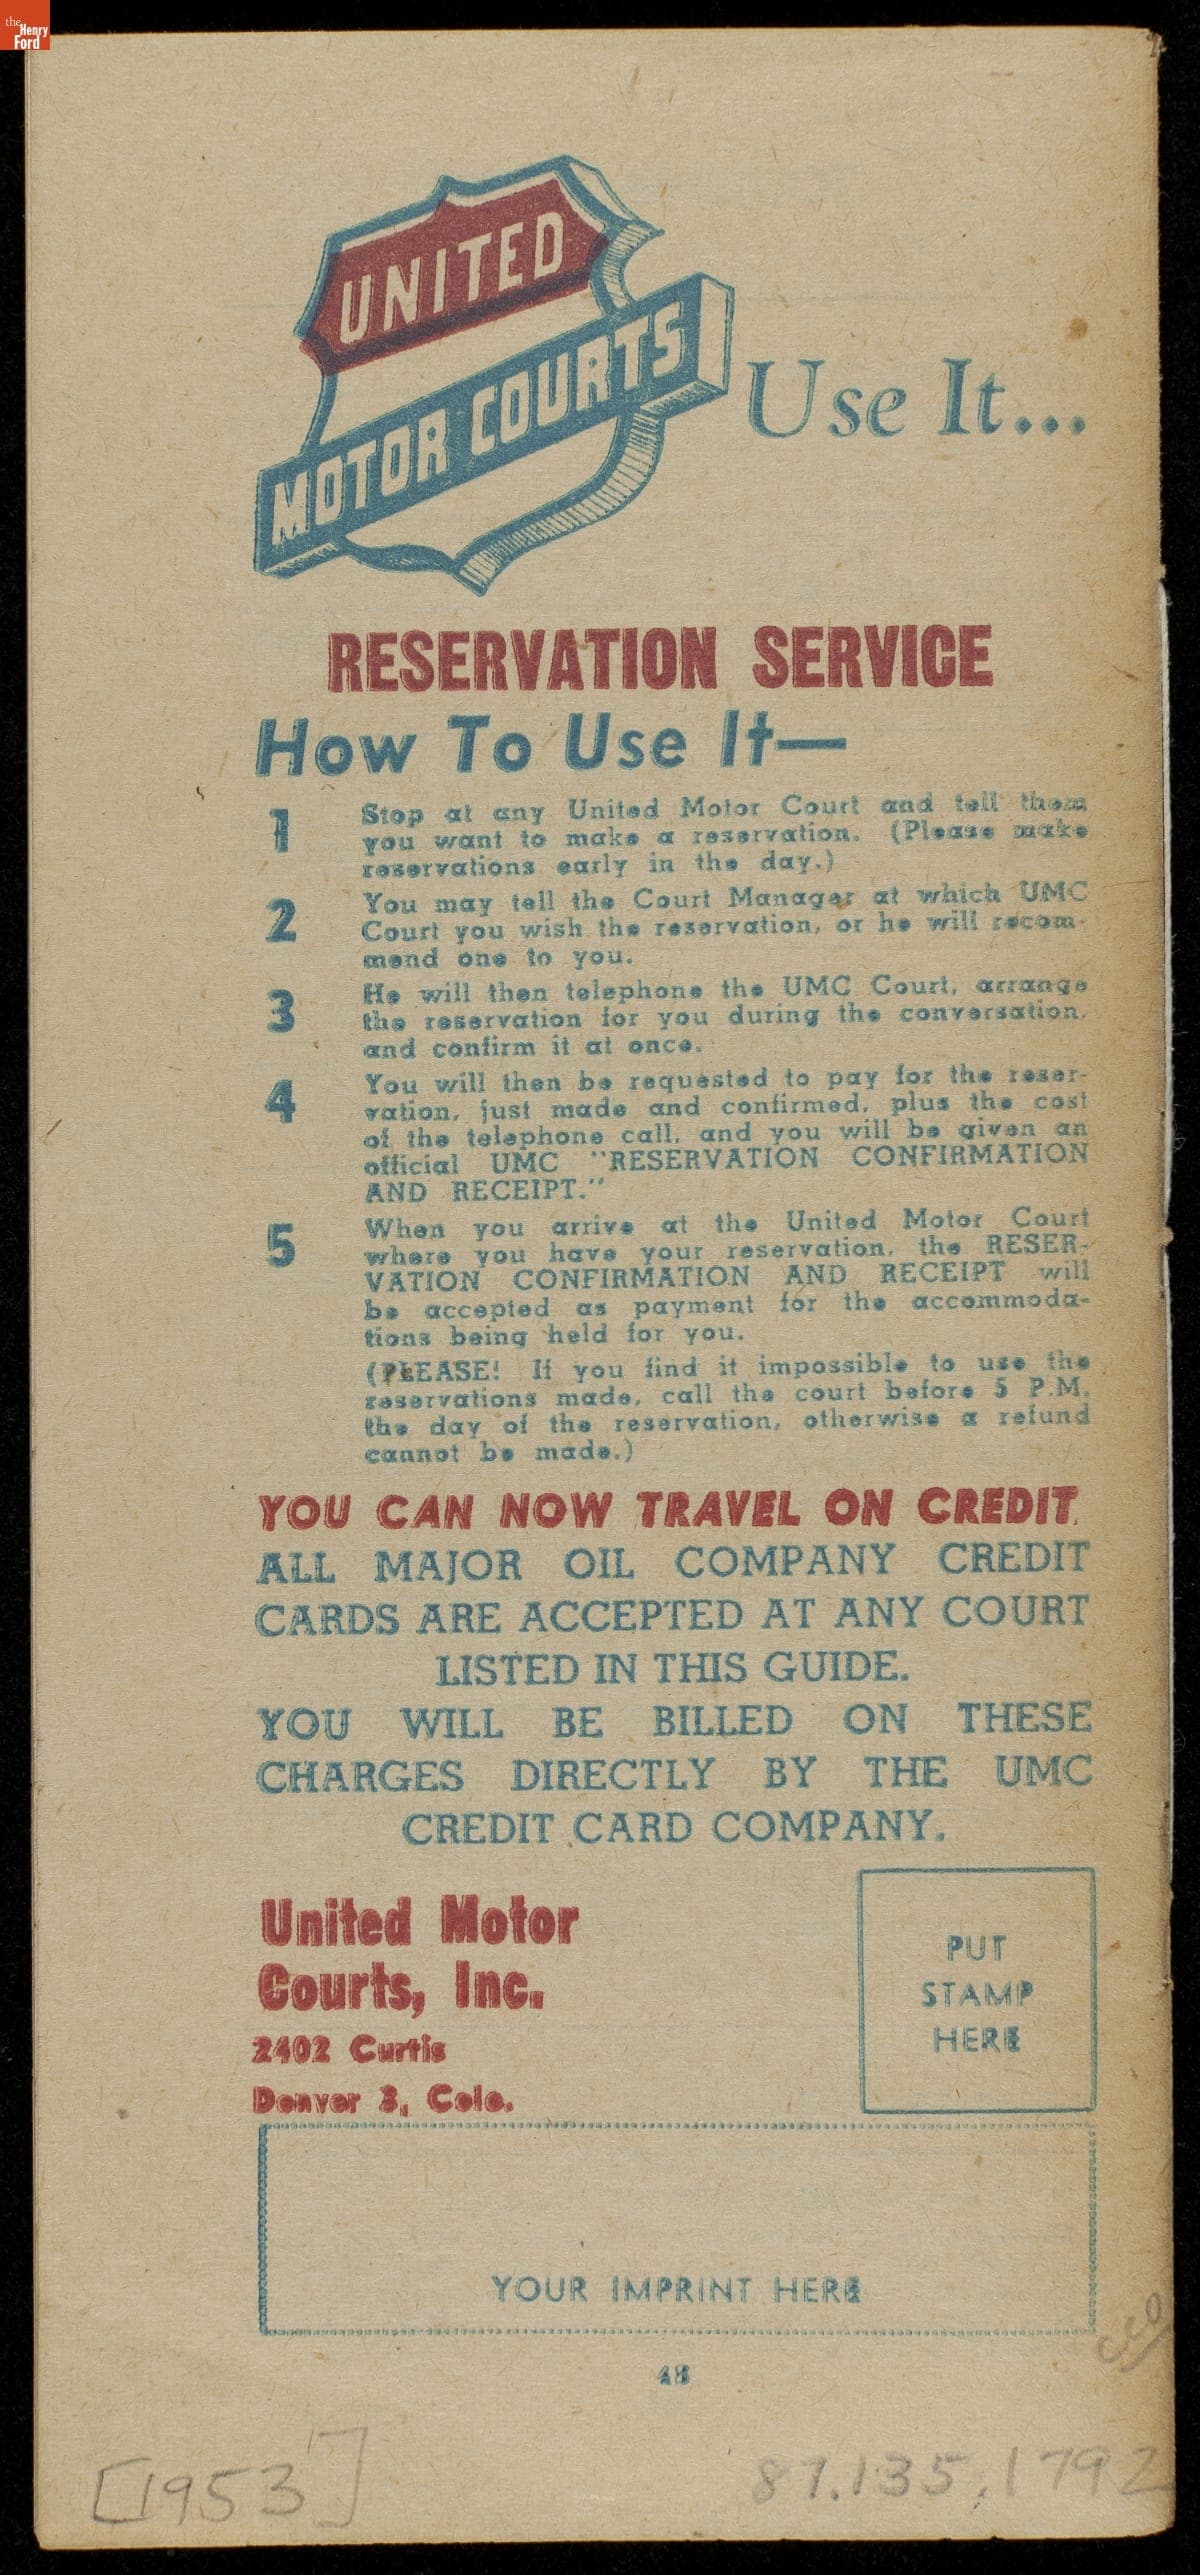 the
Henry
Ford
UNITED
MOTOR COURTS
Use It...
RESERVATION SERVICE
How To Use It—
1 Stop at any United Motor Court and tell them
you want to make a reservation. (Please make
reservations early in the day.)
2 You may tell the Court Manager at which UMC
Court you wish the reservation, or he will recom-
mend one to you.
3 He will then telephone the UMC Court, arrange
the reservation for you during the conversation,
and confirm it at once.
4 You will then be requested to pay for the reser-
vation, just made and confirmed, plus the cost
of the telephone call, and you will be given an
official UMC "RESERVATION CONFIRMATION
AND RECEIPT."
5 When you arrive at the United Motor Court
where you have your reservation, the RESER-
VATION CONFIRMATION AND RECEIPT will
be accepted as payment for the accommoda-
tions being held for you.
(PLEASE! If you find it impossible to use the
reservations made, call the court before 5 P.M.
the day of the reservation, otherwise a refund
cannot be made.)
YOU CAN NOW TRAVEL ON CREDIT.
ALL MAJOR OIL COMPANY CREDIT
CARDS ARE ACCEPTED AT ANY COURT
LISTED IN THIS GUIDE.
YOU WILL BE BILLED ON THESE
CHARGES DIRECTLY BY THE UMC
CREDIT CARD COMPANY.
United Motor
Courts, Inc.
2402 Curtis
Denver 3, Colo.
PUT
STAMP
HERE
YOUR IMPRINT HERE
48
[1953]
87.135.1792